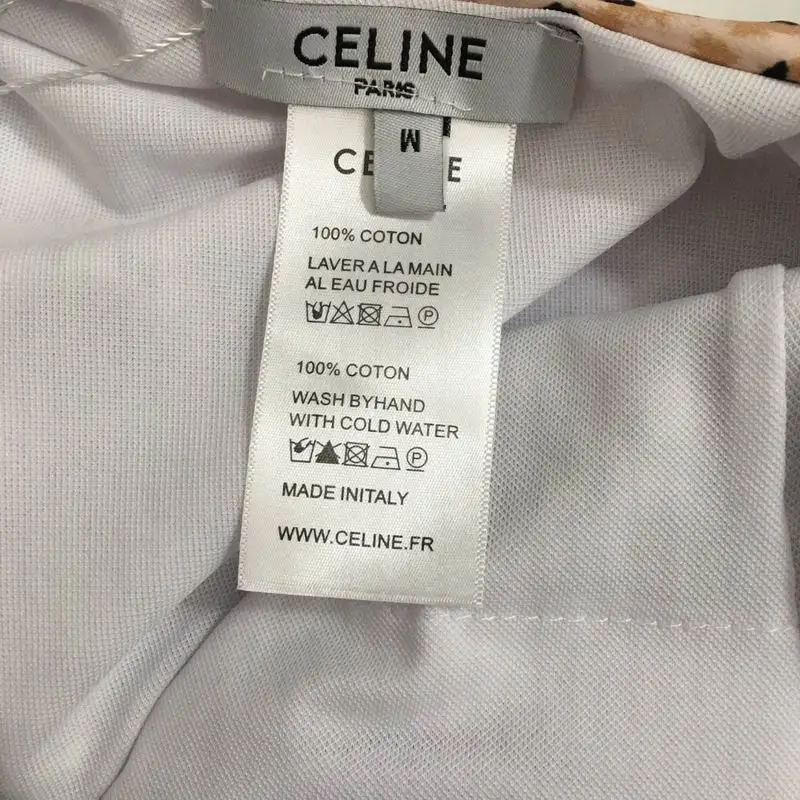 CELINE
PARIS
M
CE E
100% COTON
LAVER A LA MAIN
AL EAU FROIDE
100% COTON
WASH BYHAND
WITH COLD WATER
MADE INITALY
WWW.CELINE.FR